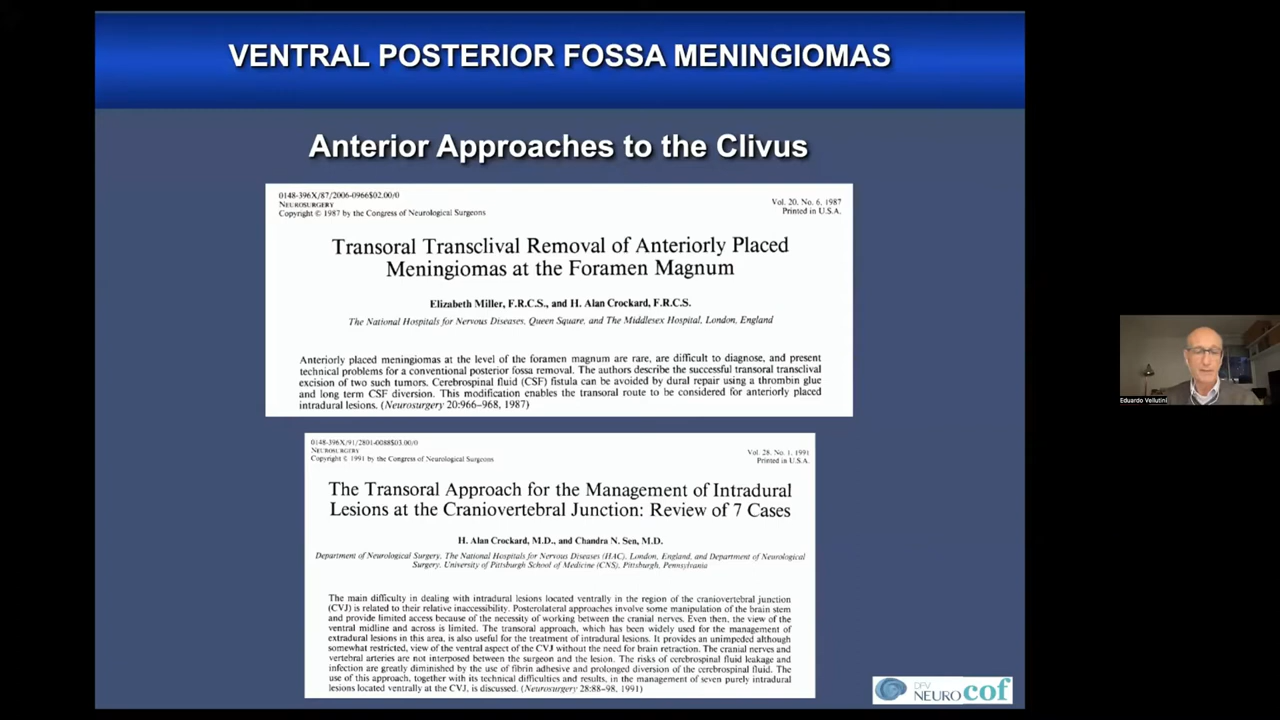 VENTRAL POSTERIOR FOSSA MENINGIOMAS
Anterior Approaches to the Clivus
0148-396X/87/2006-0966$02.00/0
NEUROSURGERY
Copyright © 1987 by the Congress of Neurological Surgeons
Vol. 20, No. 6, 1987
Printed in U.S.A.
Transoral Transclival Removal of Anteriorly Placed
Meningiomas at the Foramen Magnum
Elizabeth Miller, F.R.C.S., and H. Alan Crockard, F.R.C.S.
The National Hospitals for Nervous Diseases, Queen Square, and The Middlesex Hospital, London, England
Anteriorly placed meningiomas at the level of the foramen magnum are rare, are difficult to diagnose, and present
technical problems for a conventional posterior fossa removal. The authors describe the successful transoral transclival
excision of two such tumors. Cerebrospinal fluid (CSF) fistula can be avoided by dural repair using a thrombin glue
and long term CSF diversion. This modification enables the transoral route to be considered for anteriorly placed
intradural lesions. (Neurosurgery 20:966–968, 1987)
0148-396X/91/2801-0088$03.00/0
NEUROSURGERY
Copyright © 1991 by the Congress of Neurological Surgeons
Vol. 28, No. 1, 1991
Printed in U.S.A.
The Transoral Approach for the Management of Intradural
Lesions at the Craniovertebral Junction: Review of 7 Cases
H. Alan Crockard, M.D., and Chandra N. Sen, M.D.
Department of Neurological Surgery, The National Hospitals for Nervous Diseases (HAC), London, England, and Department of Neurological
Surgery, University of Pittsburgh School of Medicine (CNS), Pittsburgh, Pennsylvania
The main difficulty in dealing with intradural lesions located ventrally in the region of the craniovertebral junction
(CVJ) is related to their relative inaccessibility. Posterolateral approaches involve some manipulation of the brain stem
and provide limited access because of the necessity of working between the cranial nerves. Even then, the view of the
ventral midline and across is limited. The transoral approach, which has been widely used for the management of
extradural lesions in this area, is also useful for the treatment of intradural lesions. It provides an unimpeded although
somewhat restricted, view of the ventral aspect of the CVJ without the need for brain retraction. The cranial nerves and
vertebral arteries are not interposed between the surgeon and the lesion. The risks of cerebrospinal fluid leakage and
infection are greatly diminished by the use of fibrin adhesive and prolonged diversion of the cerebrospinal fluid. The
use of this approach, together with its technical difficulties and results, in the management of seven purely intradural
lesions located ventrally at the CVJ, is discussed. (Neurosurgery 28:88–98, 1991)
Eduardo Vellutini
DFV
NEURO cof